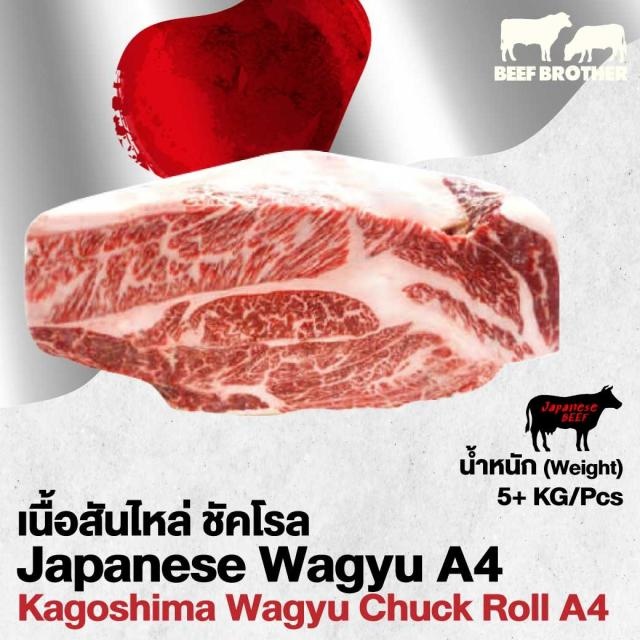 BEEF BROTHER
Japanese
BEEF
น้ำหนัก (Weight)
5+ KG/Pcs
เนื้อสันไหล่ ชัคโรล
Japanese Wagyu A4
Kagoshima Wagyu Chuck Roll A4